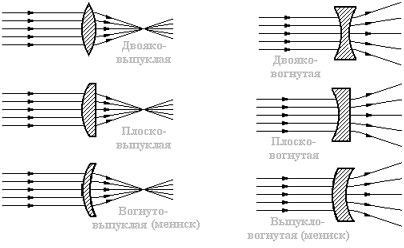 Двояко-
выпуклая
Двояко-
вогнутая
Плоско-
выпуклая
Плоско-
вогнутая
Вогнуто-
выпуклая (мениск)
Выпукло-
вогнутая (мениск)